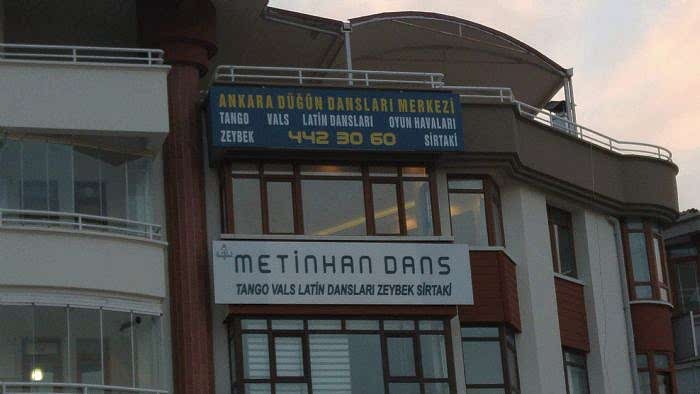 ANKARA DÜĞÜN DANSLARI MERKEZİ
TANGO VALS LATİN DANSLARI OYUN HAVALARI
ZEYBEK 442 30 60 SİRTAKİ
METİNHAN DANS
TANGO VALS LATİN DANSLARI ZEYBEK SİRTAKİ